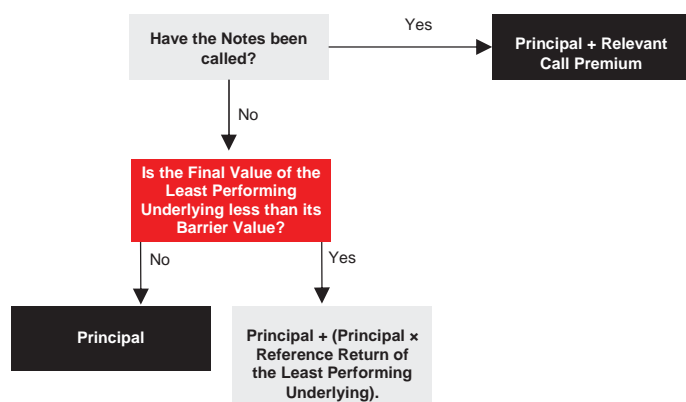 Have the Notes been
called?
Yes
Principal + Relevant
Call Premium
No
Is the Final Value of the
Least Performing
Underlying less than its
Barrier Value?
No
Yes
Principal
Principal + (Principal ×
Reference Return of
the Least Performing
Underlying).